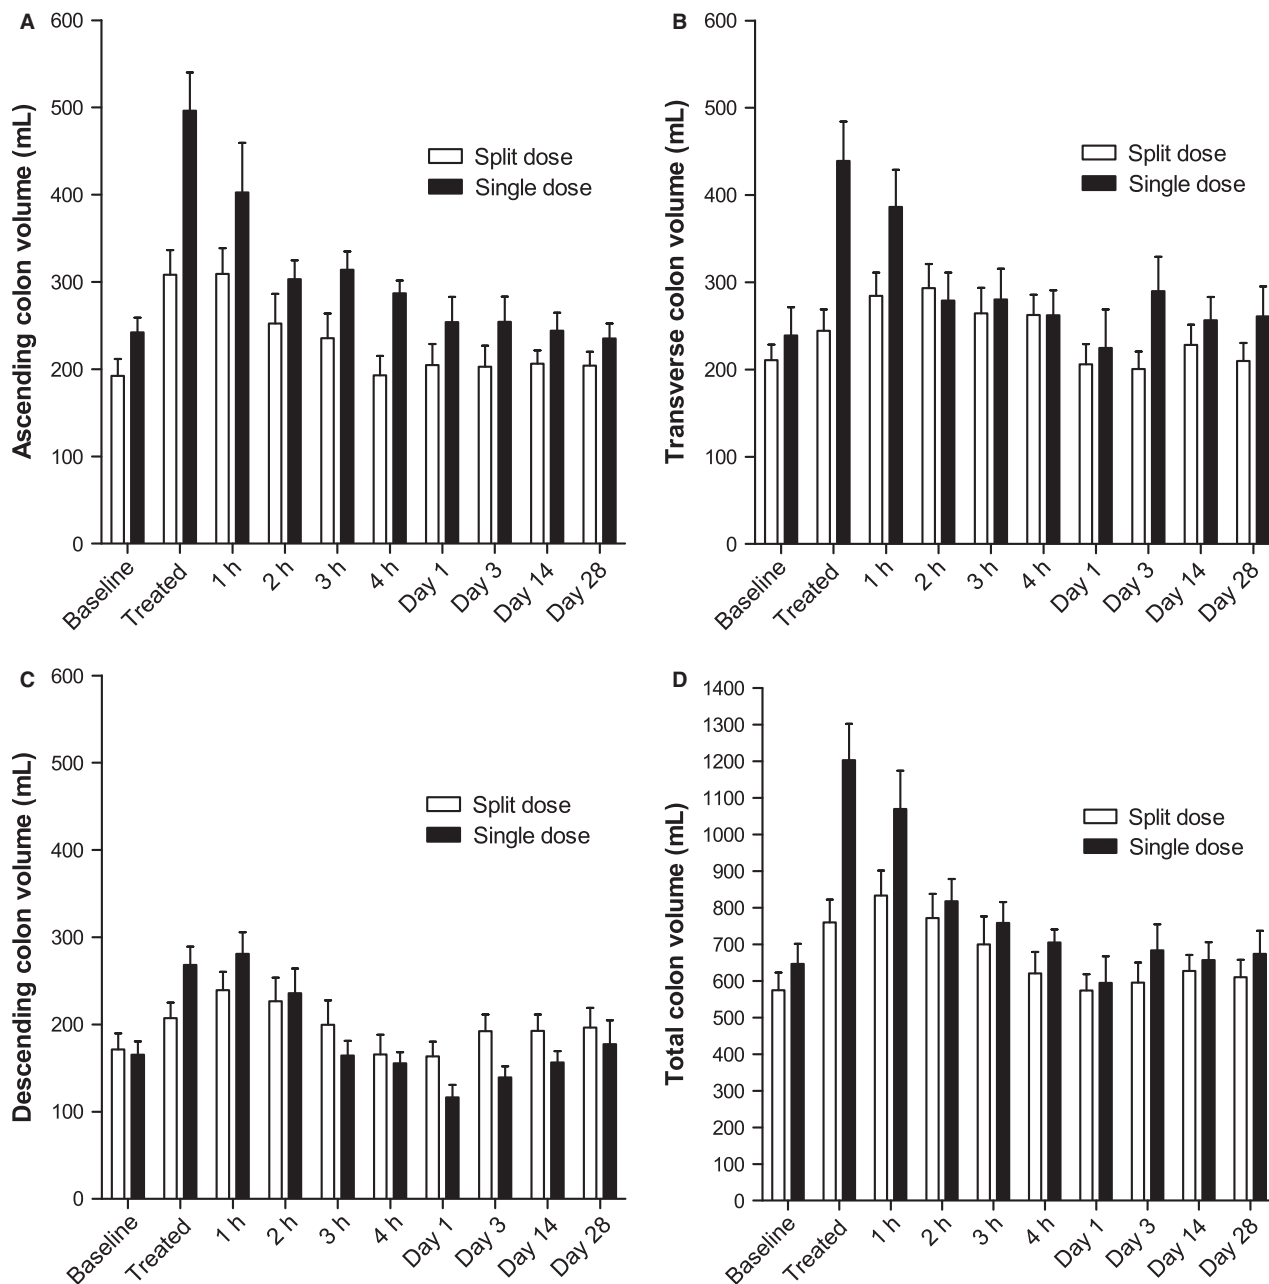 A
Ascending colon volume (mL)
600
500
400
300
200
100
0
Split dose
Single dose
Baseline
Treated
1 h
2 h
3 h
4 h
Day 1
Day 3
Day 14
Day 28
B
Transverse colon volume (mL)
600
500
400
300
200
100
0
Split dose
Single dose
Baseline
Treated
1 h
2 h
3 h
4 h
Day 1
Day 3
Day 14
Day 28
C
Descending colon volume (mL)
600
500
400
300
200
100
0
Split dose
Single dose
Baseline
Treated
1 h
2 h
3 h
4 h
Day 1
Day 3
Day 14
Day 28
D
Total colon volume (mL)
1400
1300
1200
1100
1000
900
800
700
600
500
400
300
200
100
0
Split dose
Single dose
Baseline
Treated
1 h
2 h
3 h
4 h
Day 1
Day 3
Day 14
Day 28